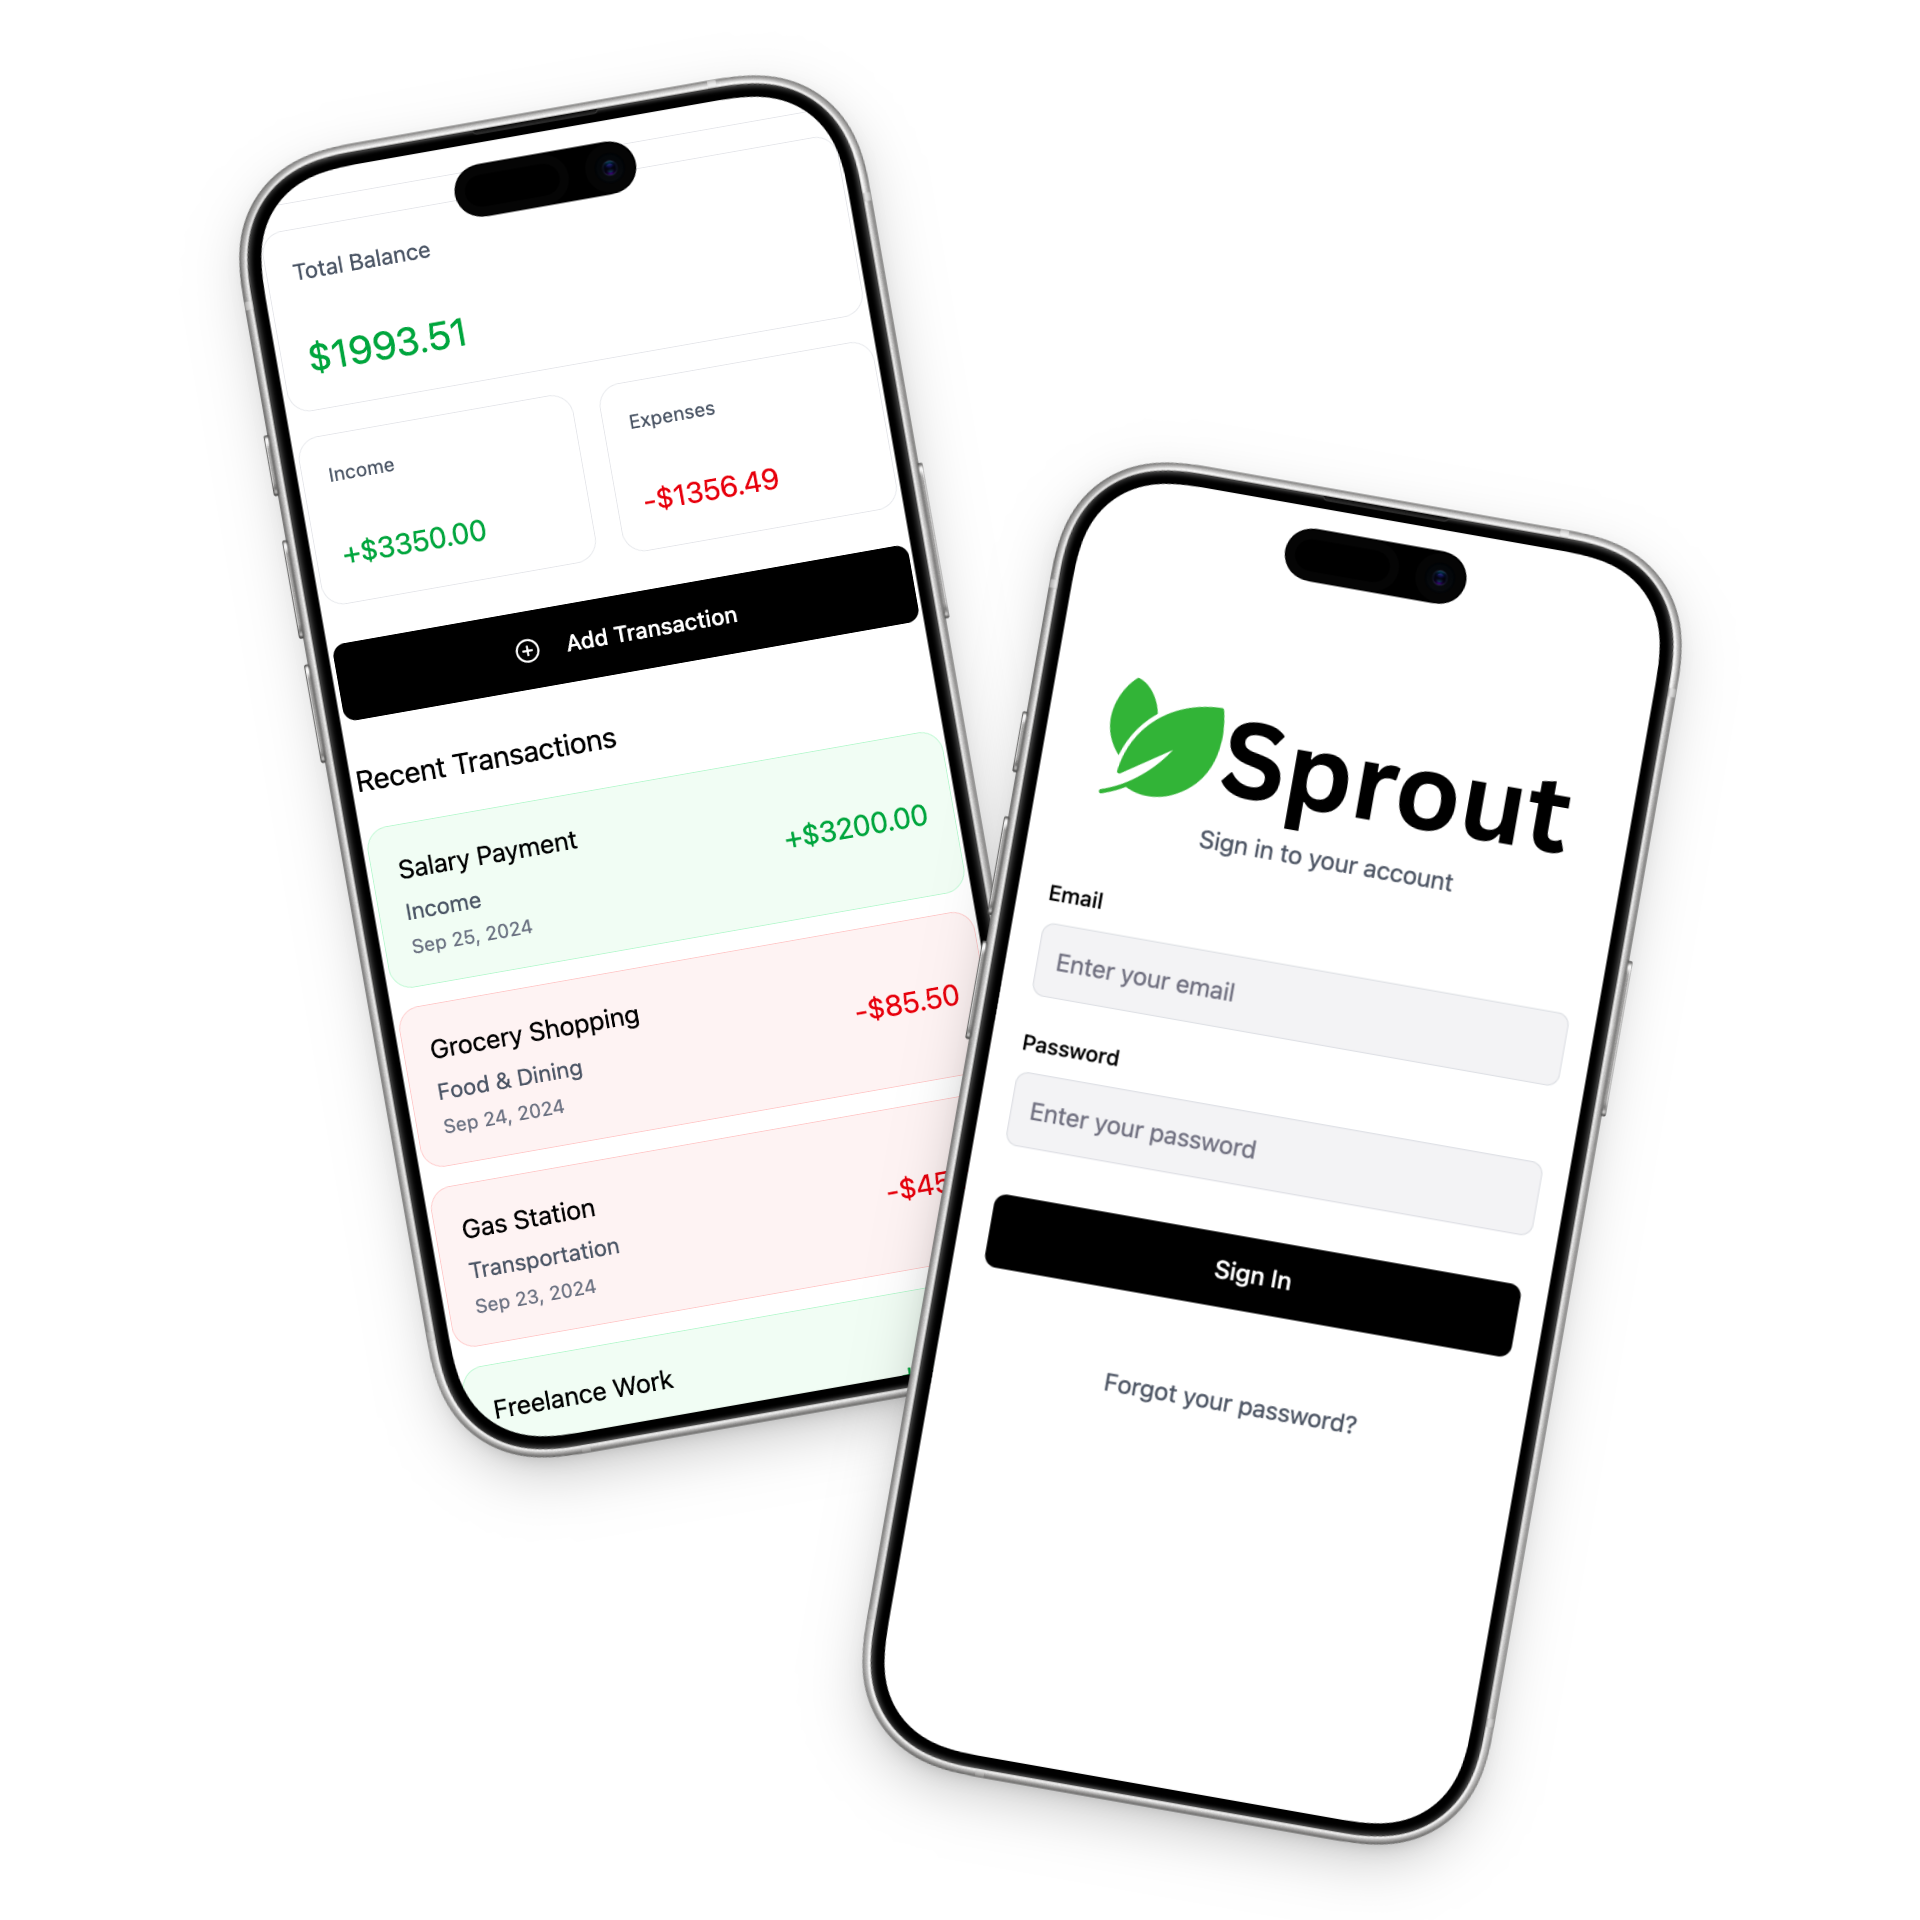 Total Balance
$1993.51
Income
+$3350.00
Expenses
-$1356.49
Add Transaction
Recent Transactions
Salary Payment
+$3200.00
Income
Sep 25, 2024
Grocery Shopping
-$85.50
Food & Dining
Sep 24, 2024
Gas Station
-$45
Transportation
Sep 23, 2024
Freelance Work
Sprout
Sign in to your account
Email
Enter your email
Password
Enter your password
Sign In
Forgot your password?